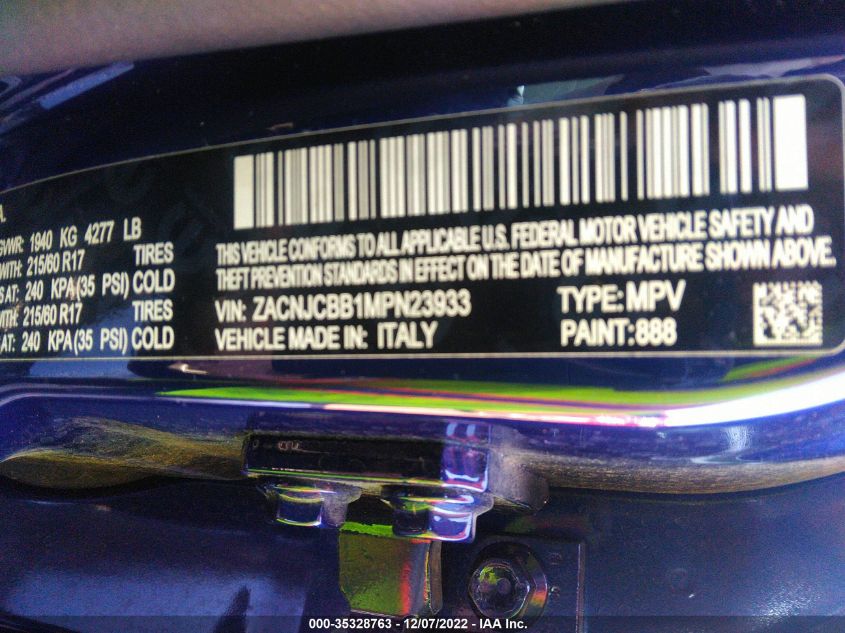 GVWR: 1940 KG 4277 LB
WITH: 215/60 R17 TIRES
AT: 240 KPA(35 PSI) COLD
WITH: 215/60 R17 TIRES
AT: 240 KPA(35 PSI) COLD
THIS VEHICLE CONFORMS TO ALL APPLICABLE U.S. FEDERAL MOTOR VEHICLE SAFETY AND
THEFT PREVENTION STANDARDS IN EFFECT ON THE DATE OF MANUFACTURE SHOWN ABOVE.
VIN: ZACNJCBB1MPN23933 TYPE: MPV
VEHICLE MADE IN: ITALY PAINT: 888
000-35328763 - 12/07/2022 - IAA Inc.